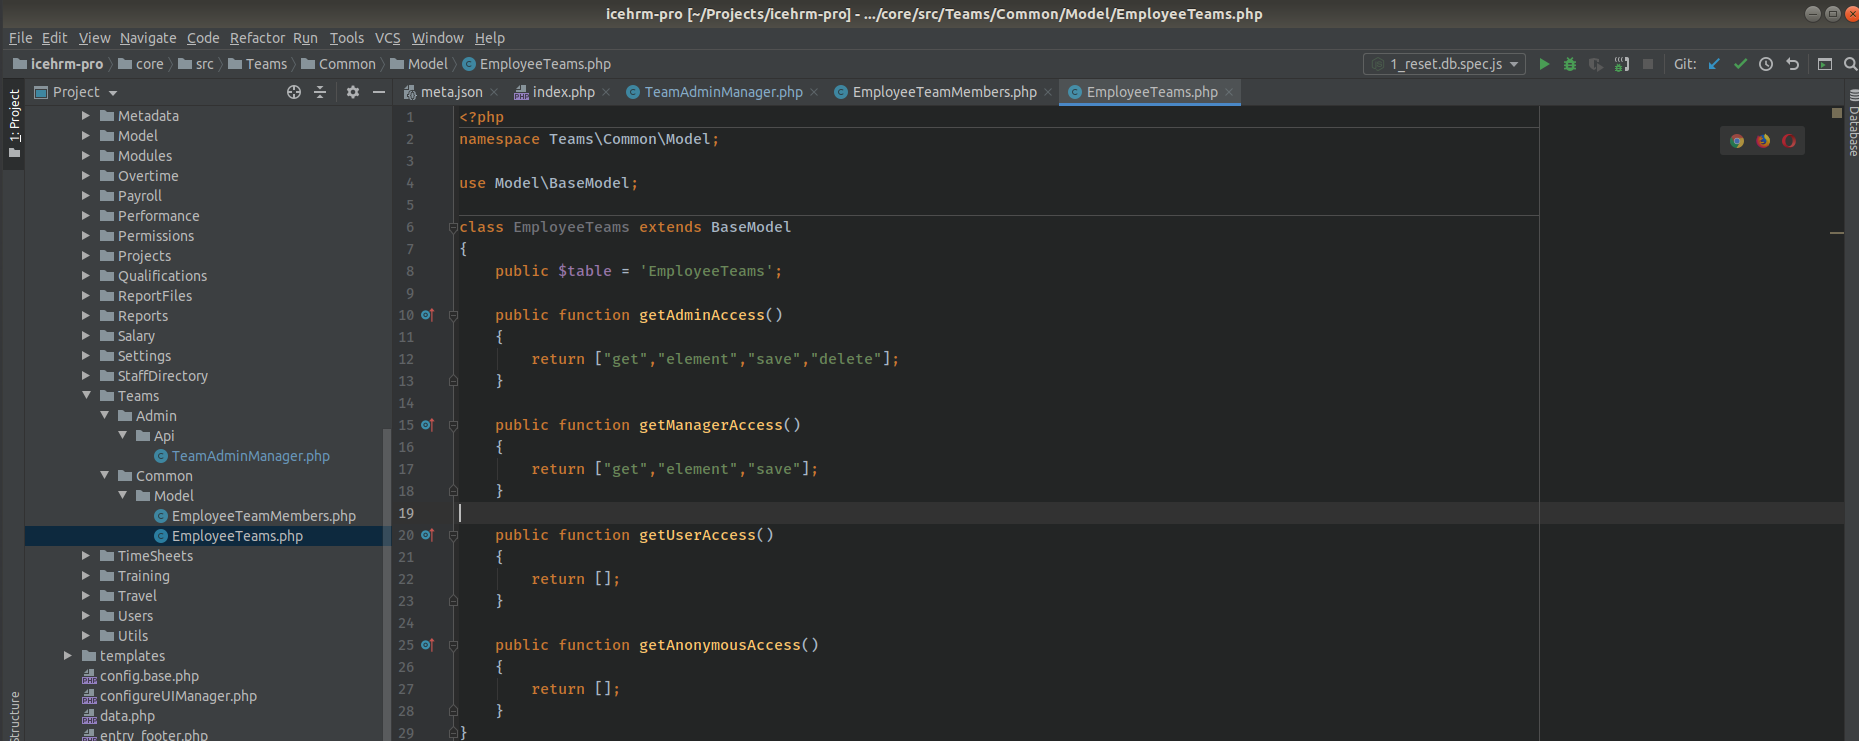 icehrm-pro [~/Projects/icehrm-pro] - .../core/src/Teams/Common/Model/EmployeeTeams.php
File Edit View Navigate Code Refactor Run Tools VCS Window Help
icehrm-pro core src Teams Common Model EmployeeTeams.php
1_reset.db.spec.js Git:
Project
meta.json index.php TeamAdminManager.php EmployeeTeamMembers.php EmployeeTeams.php
1: Project
Structure
Database
Metadata
Model
Modules
Overtime
Payroll
Performance
Permissions
Projects
Qualifications
ReportFiles
Reports
Salary
Settings
StaffDirectory
Teams
Admin
Api
TeamAdminManager.php
Common
Model
EmployeeTeamMembers.php
EmployeeTeams.php
TimeSheets
Training
Travel
Users
Utils
templates
config.base.php
configureUIManager.php
data.php
entry_footer.php
1 <?php
2 namespace Teams\Common\Model;
3
4 use Model\BaseModel;
5
6 class EmployeeTeams extends BaseModel
7 {
8 public $table = 'EmployeeTeams';
9
10 public function getAdminAccess()
11 {
12 return ["get","element","save","delete"];
13 }
14
15 public function getManagerAccess()
16 {
17 return ["get","element","save"];
18 }
19
20 public function getUserAccess()
21 {
22 return [];
23 }
24
25 public function getAnonymousAccess()
26 {
27 return [];
28 }
29 }